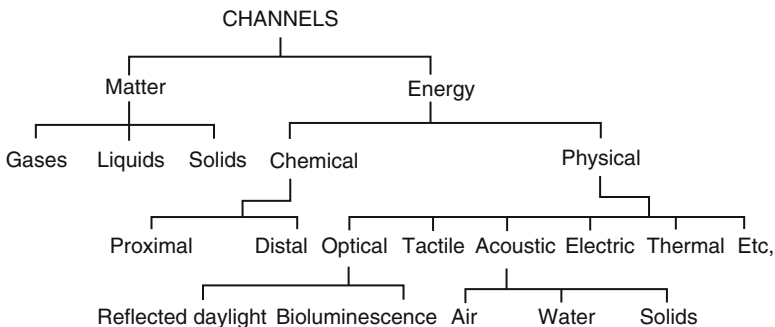 CHANNELS
Matter Energy
Gases Liquids Solids Chemical Physical
Proximal Distal Optical Tactile Acoustic Electric Thermal Etc,
Reflected daylight Bioluminescence Air Water Solids